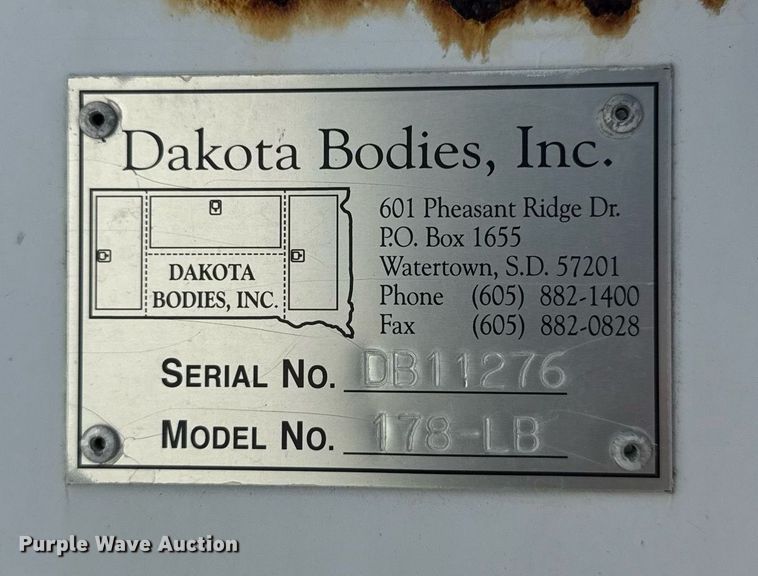 Dakota Bodies, Inc.
DAKOTA
BODIES, INC.
601 Pheasant Ridge Dr.
P.O. Box 1655
Watertown, S.D. 57201
Phone (605) 882-1400
Fax (605) 882-0828
SERIAL NO. DB11276
MODEL NO. 178-LB
Purple Wave Auction